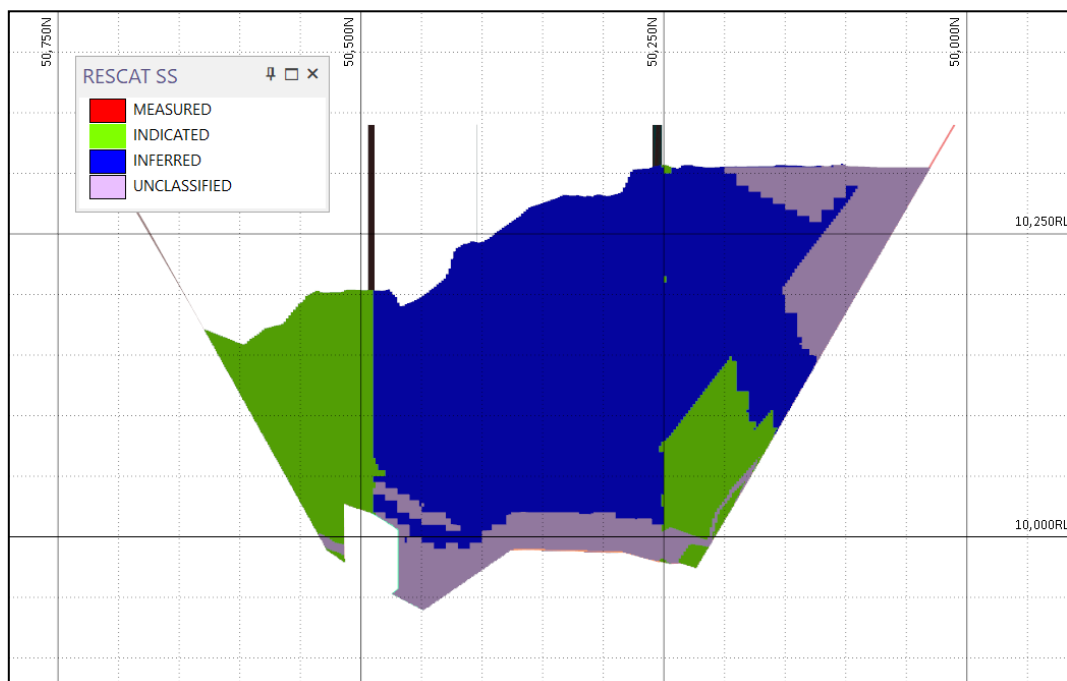 50,750N
50,500N
50,250N
50,000N
RESCAT SS
MEASURED
INDICATED
INFERRED
UNCLASSIFIED
10,250RL
10,000RL